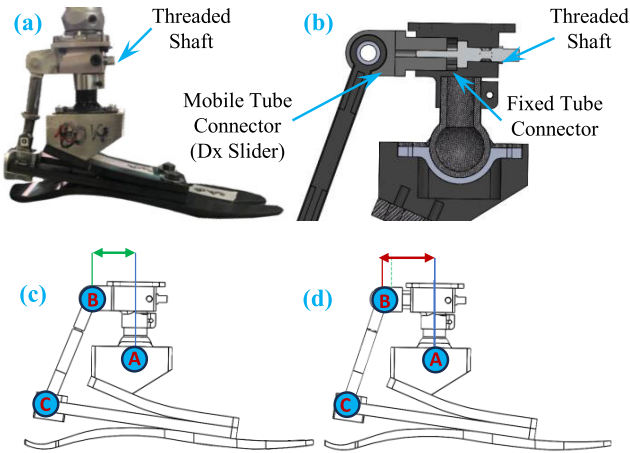 (a)
Threaded
Shaft
(b)
Threaded
Shaft
Mobile Tube
Connector
(Dx Slider)
Fixed Tube
Connector
(c)
B
A
C
(d)
B
A
C